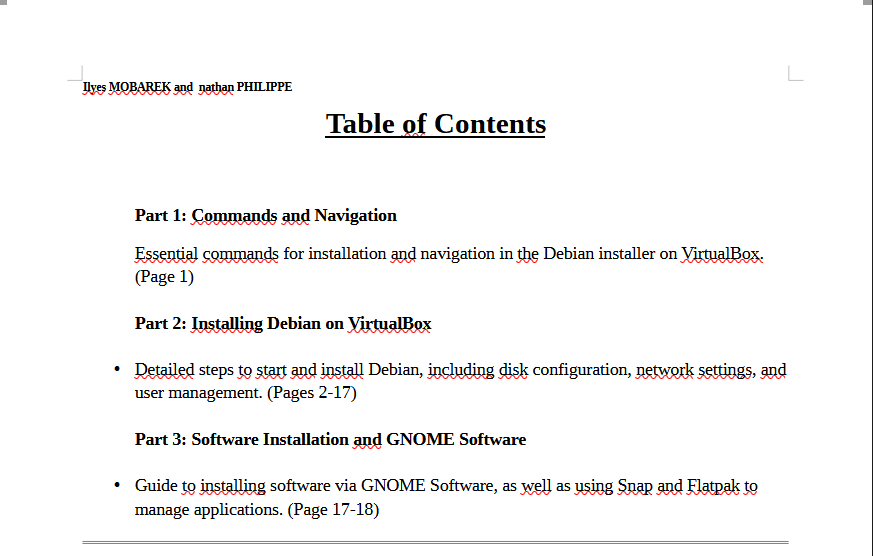 Ilyes MOBAREK and  nathan PHILIPPE
Table of Contents
Part 1: Commands and Navigation
Essential commands for installation and navigation in the Debian installer on VirtualBox.
(Page 1)
Part 2: Installing Debian on VirtualBox
• Detailed steps to start and install Debian, including disk configuration, network settings, and
user management. (Pages 2-17)
Part 3: Software Installation and GNOME Software
• Guide to installing software via GNOME Software, as well as using Snap and Flatpak to
manage applications. (Page 17-18)